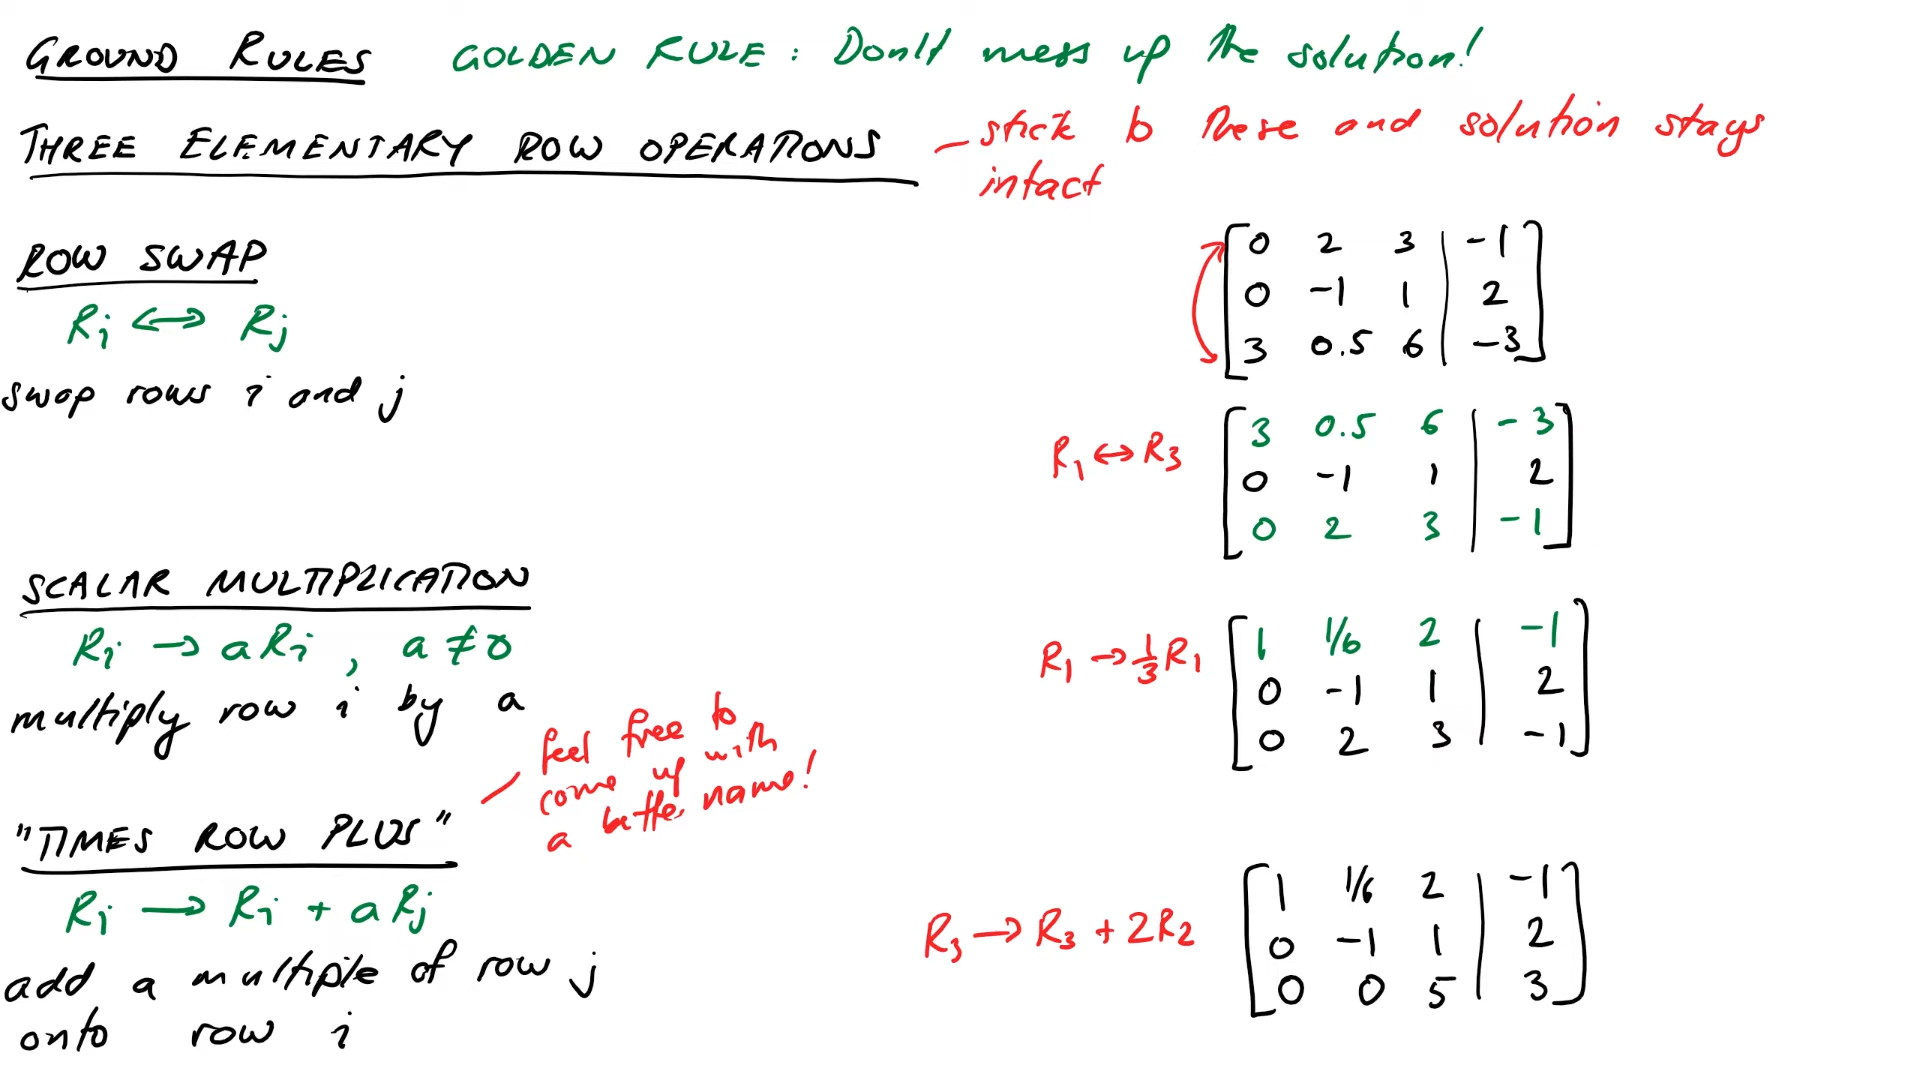 GROUND RULES GOLDEN RULE : Don't mess up the solution!
THREE ELEMENTARY ROW OPERATIONS – stick to these and solution stays
intact
ROW SWAP
Ri ↔ Rj
swap rows i and j
0 2 3 | -1
0 -1 1 | 2
3 0.5 6 | -3
R1 ↔ R3
3 0.5 6 | -3
0 -1 1 | 2
0 2 3 | -1
SCALAR MULTIPLICATION
Ri → aRi , a ≠ 0
multiply row i by a
R1 → 1/3 R1
1 1/6 2 | -1
0 -1 1 | 2
0 2 3 | -1
"TIMES ROW PLUS"
feel free to
come up with
a better name!
Ri → Ri + aRj
add a multiple of row j
onto row i
R3 → R3 + 2R2
1 1/6 2 | -1
0 -1 1 | 2
0 0 5 | 3